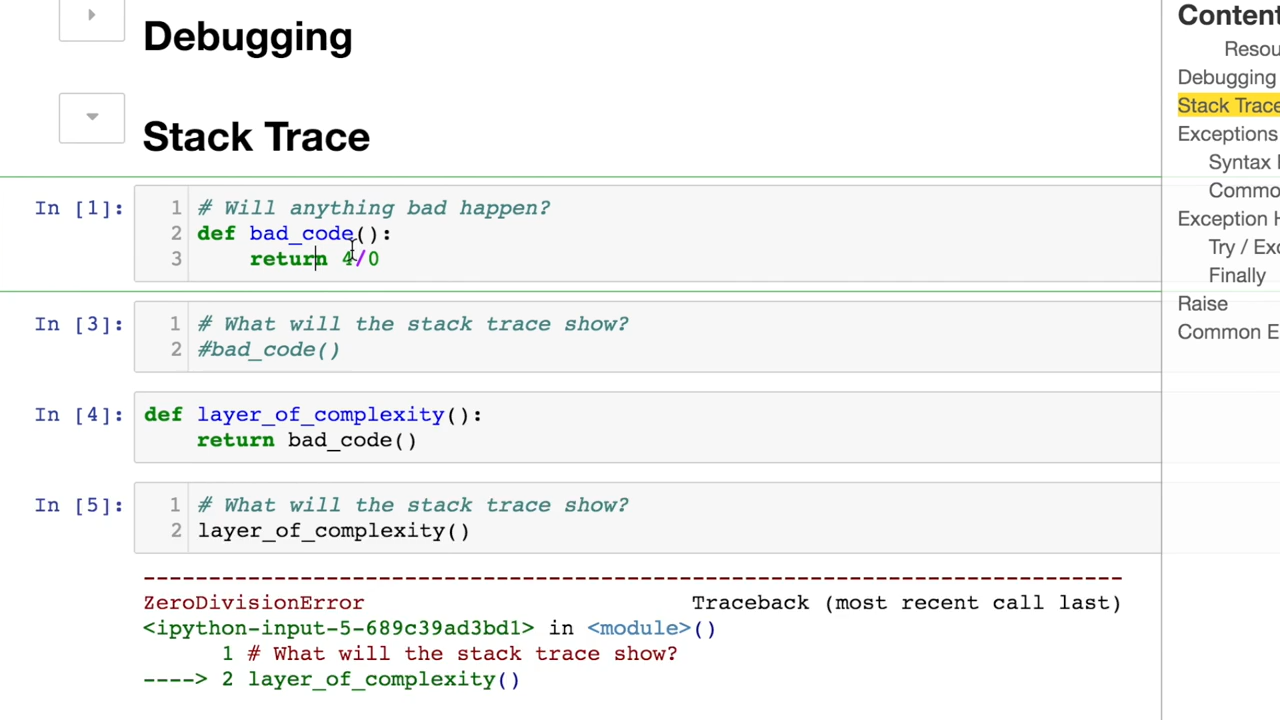 Debugging
Stack Trace
In [1]:
1 # Will anything bad happen?
2 def bad_code():
3     return 4/0
In [3]:
1 # What will the stack trace show?
2 #bad_code()
In [4]:
def layer_of_complexity():
    return bad_code()
In [5]:
1 # What will the stack trace show?
2 layer_of_complexity()
---------------------------------------------------------------------------
ZeroDivisionError                         Traceback (most recent call last)
<ipython-input-5-689c39ad3bd1> in <module>()
      1 # What will the stack trace show?
----> 2 layer_of_complexity()
Conten
Resou
Debugging
Stack Trace
Exceptions
Syntax
Commo
Exception H
Try / Exc
Finally
Raise
Common E